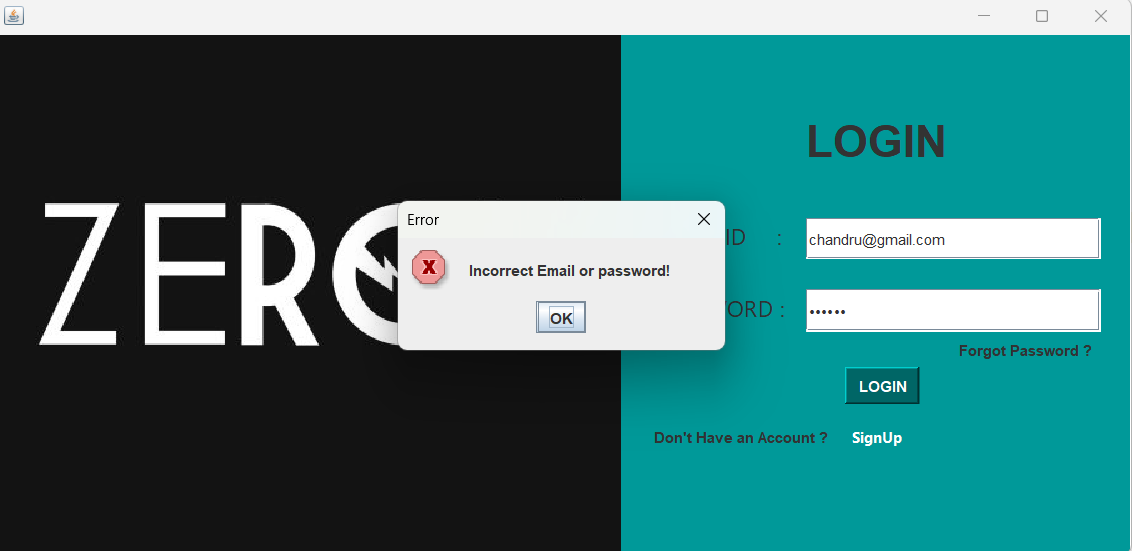 ZERO
LOGIN
Error
Incorrect Email or password!
OK
ID :
chandru@gmail.com
ORD :
••••••
Forgot Password ?
LOGIN
Don't Have an Account ? SignUp